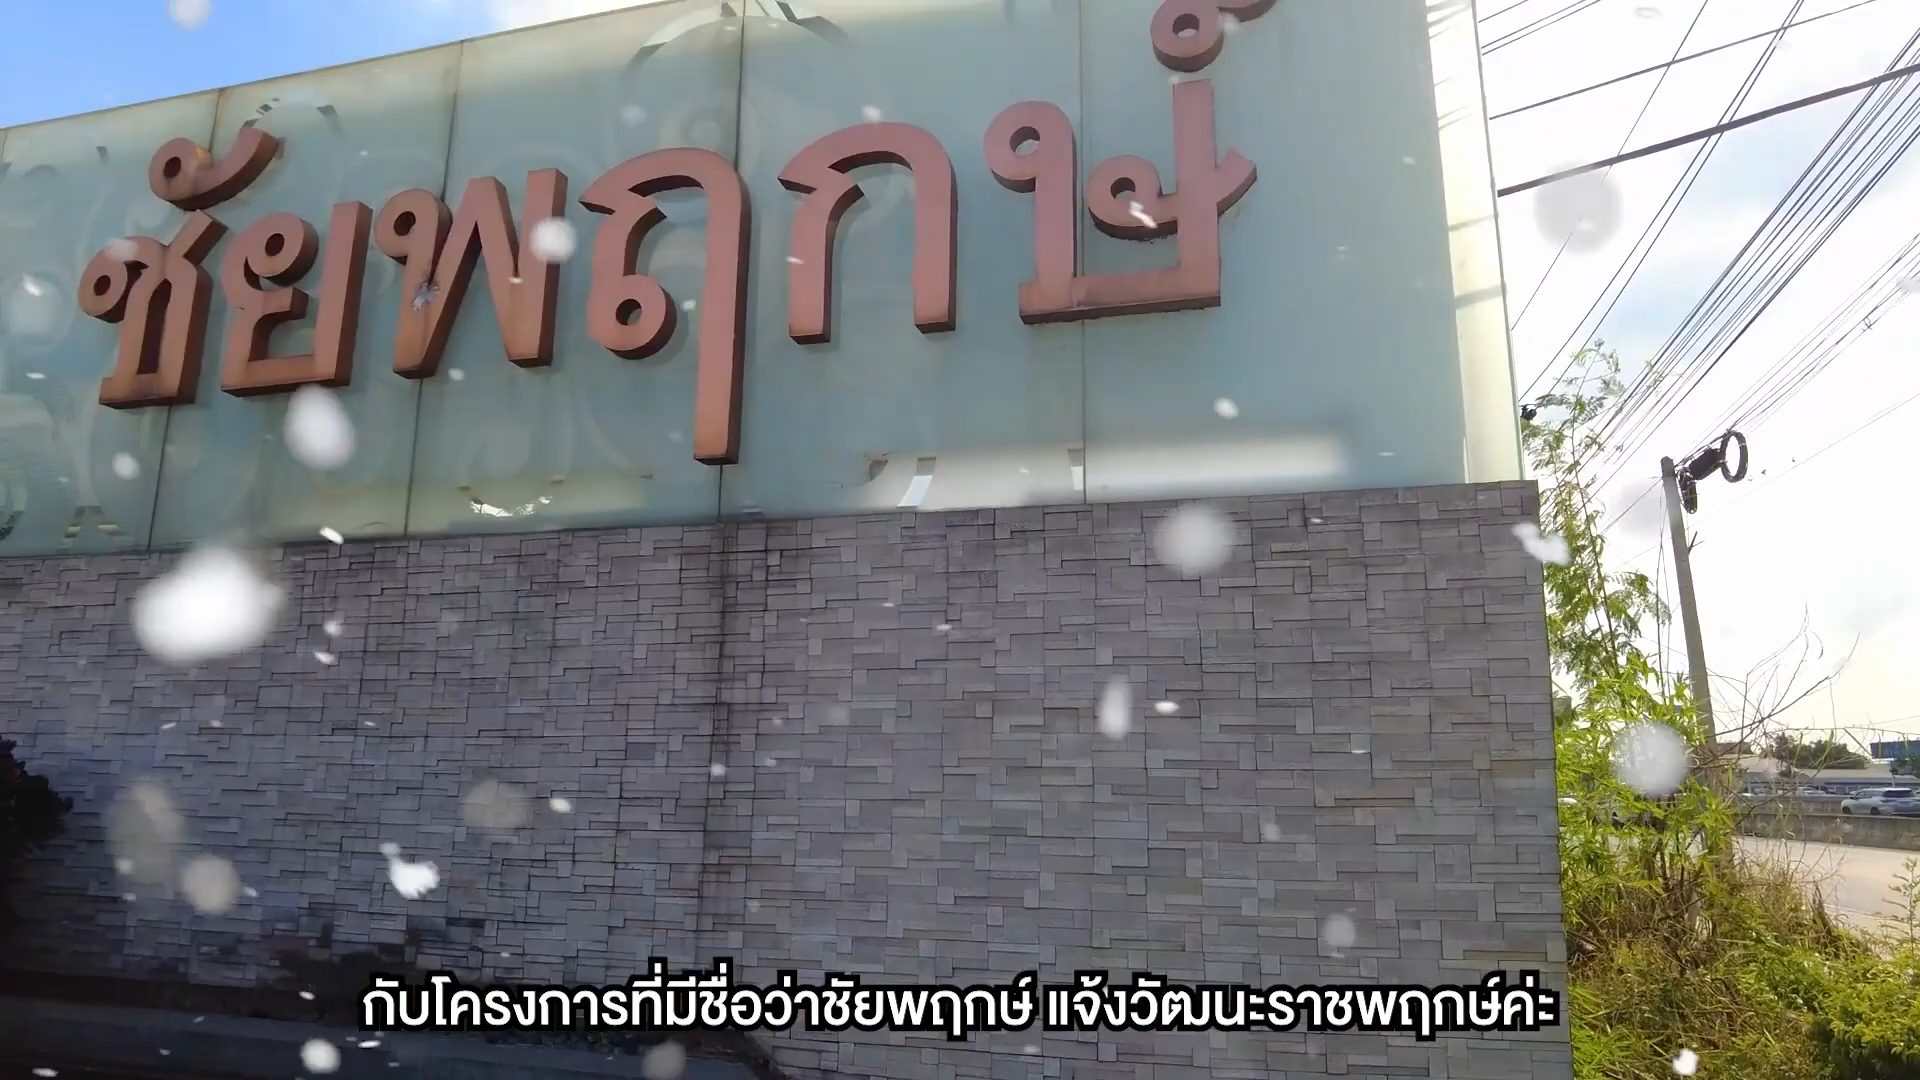 ชัยพฤกษ์
กับโครงการที่มีชื่อว่าชัยพฤกษ์ แจ้งวัฒนะราชพฤกษ์ค่ะ